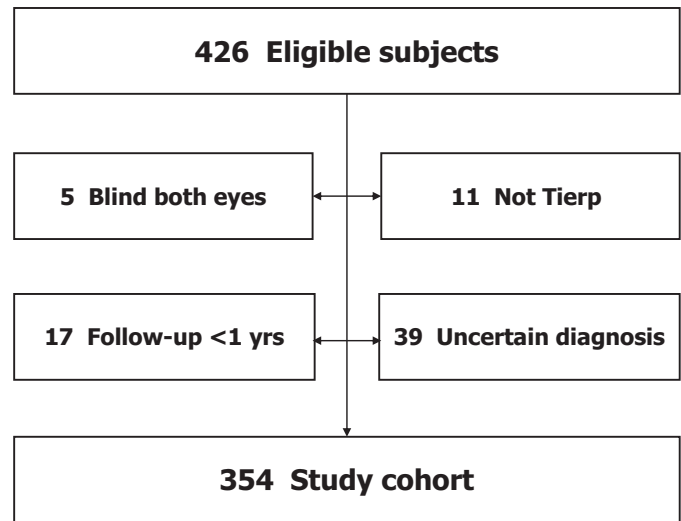 426 Eligible subjects
5 Blind both eyes
11 Not Tierp
17 Follow-up <1 yrs
39 Uncertain diagnosis
354 Study cohort